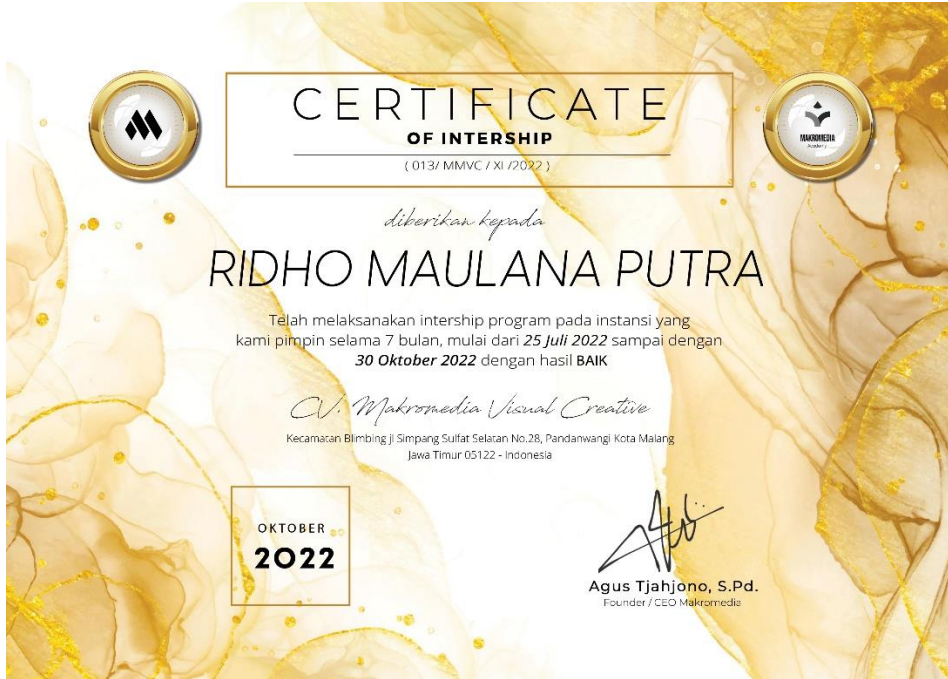 CERTIFICATE
OF INTERSHIP
( 013/ MMVC / XI /2022 )
MAKROMEDIA
Academy
diberikan kepada
RIDHO MAULANA PUTRA
Telah melaksanakan intership program pada instansi yang
kami pimpin selama 7 bulan, mulai dari 25 Juli 2022 sampai dengan
30 Oktober 2022 dengan hasil BAIK
CV. Makromedia Visual Creative
Kecamatan Blimbing jl Simpang Sulfat Selatan No.28, Pandanwangi Kota Malang
Jawa Timur 05122 - Indonesia
OKTOBER
2022
Agus Tjahjono, S.Pd.
Founder / CEO Makromedia